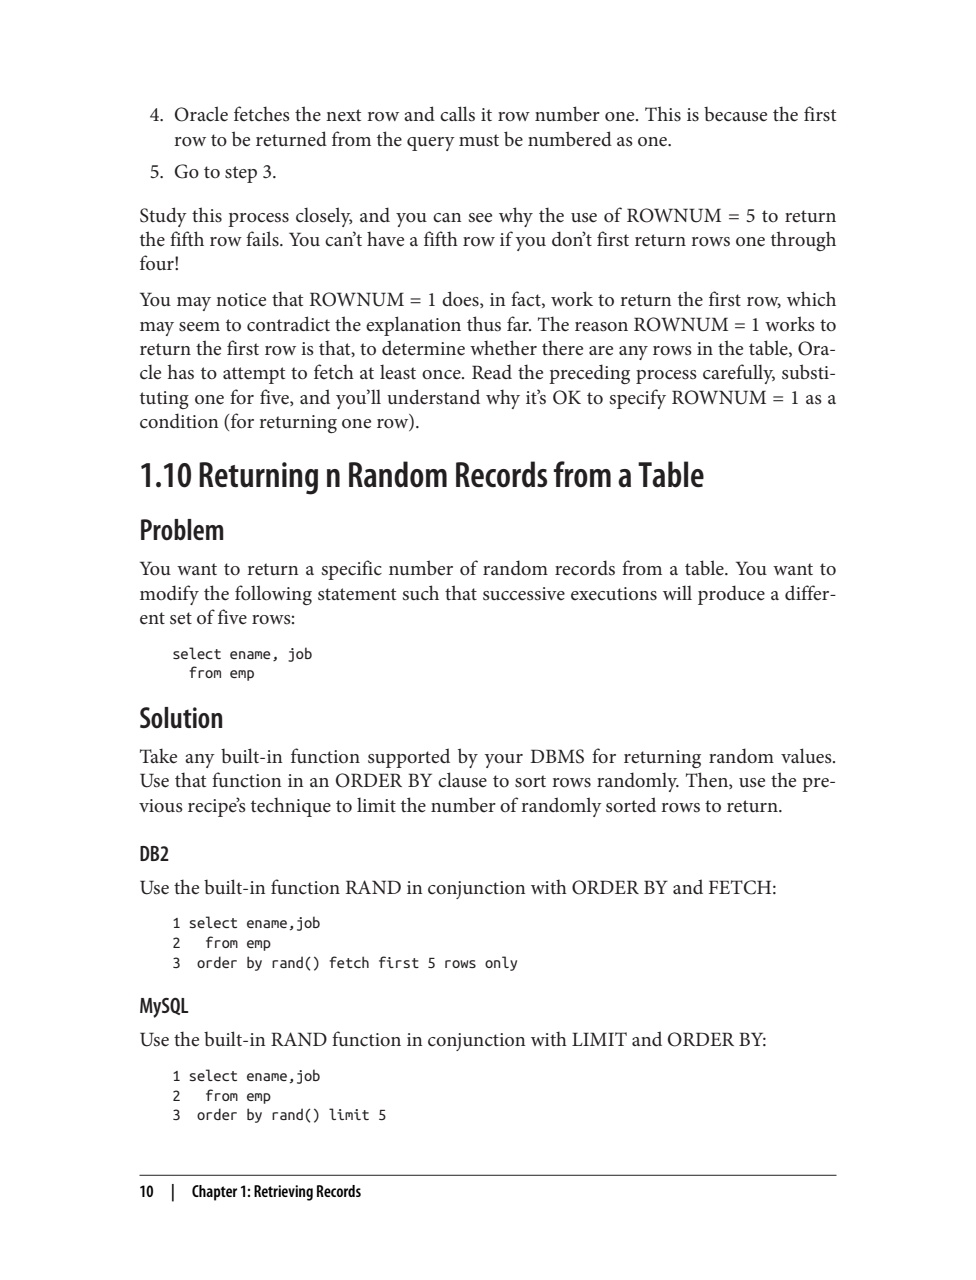 4. Oracle fetches the next row and calls it row number one. This is because the first
row to be returned from the query must be numbered as one.
5. Go to step 3.
Study this process closely, and you can see why the use of ROWNUM = 5 to return
the fifth row fails. You can’t have a fifth row if you don’t first return rows one through
four!
You may notice that ROWNUM = 1 does, in fact, work to return the first row, which
may seem to contradict the explanation thus far. The reason ROWNUM = 1 works to
return the first row is that, to determine whether there are any rows in the table, Ora-
cle has to attempt to fetch at least once. Read the preceding process carefully, substi-
tuting one for five, and you’ll understand why it’s OK to specify ROWNUM = 1 as a
condition (for returning one row).
1.10 Returning n Random Records from a Table
Problem
You want to return a specific number of random records from a table. You want to
modify the following statement such that successive executions will produce a differ-
ent set of five rows:
select ename, job
from emp
Solution
Take any built-in function supported by your DBMS for returning random values.
Use that function in an ORDER BY clause to sort rows randomly. Then, use the pre-
vious recipe’s technique to limit the number of randomly sorted rows to return.
DB2
Use the built-in function RAND in conjunction with ORDER BY and FETCH:
1 select ename,job
2 from emp
3 order by rand() fetch first 5 rows only
MySQL
Use the built-in RAND function in conjunction with LIMIT and ORDER BY:
1 select ename,job
2 from emp
3 order by rand() limit 5
10 | Chapter 1: Retrieving Records